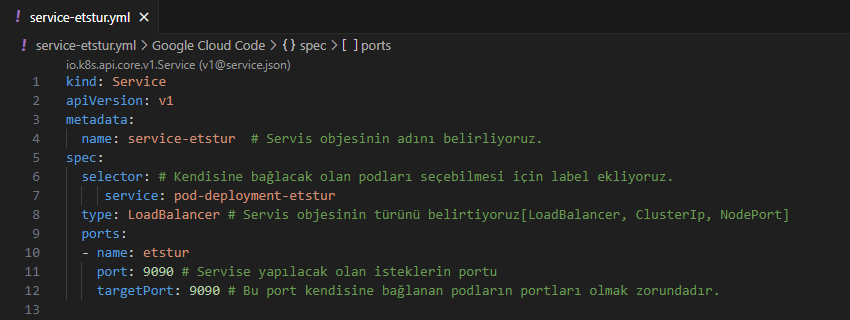 service-etstur.yml
service-etstur.yml > Google Cloud Code > {} spec > [ ] ports
io.k8s.api.core.v1.Service (v1@service.json)
1 kind: Service
2 apiVersion: v1
3 metadata:
4 name: service-etstur # Servis objesinin adını belirliyoruz.
5 spec:
6 selector: # Kendisine bağlacak olan podları seçebilmesi için label ekliyoruz.
7 service: pod-deployment-etstur
8 type: LoadBalancer # Servis objesinin türünü belirtiyoruz[LoadBalancer, ClusterIp, NodePort]
9 ports:
10 - name: etstur
11 port: 9090 # Servise yapılacak olan isteklerin portu
12 targetPort: 9090 # Bu port kendisine bağlanan podların portları olmak zorundadır.
13